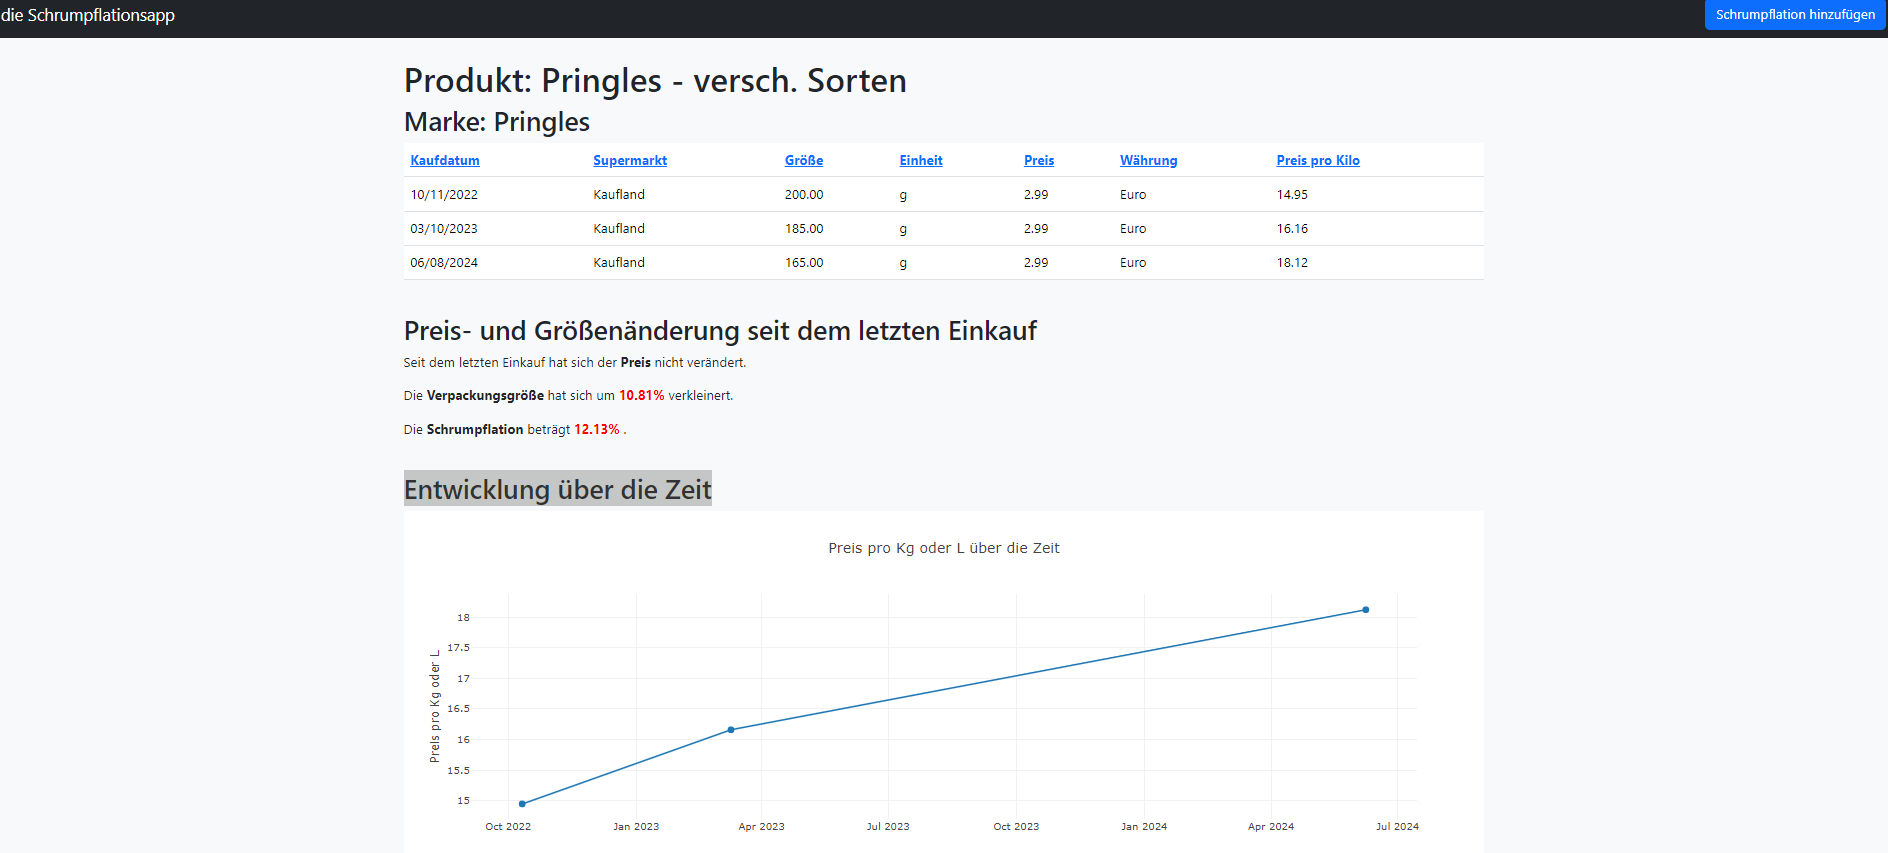 die Schrumpflationsapp
Schrumpflation hinzufügen
Produkt: Pringles - versch. Sorten
Marke: Pringles
Kaufdatum Supermarkt Größe Einheit Preis Währung Preis pro Kilo
10/11/2022 Kaufland 200.00 g 2.99 Euro 14.95
03/10/2023 Kaufland 185.00 g 2.99 Euro 16.16
06/08/2024 Kaufland 165.00 g 2.99 Euro 18.12
Preis- und Größenänderung seit dem letzten Einkauf
Seit dem letzten Einkauf hat sich der Preis nicht verändert.
Die Verpackungsgröße hat sich um 10.81% verkleinert.
Die Schrumpflation beträgt 12.13% .
Entwicklung über die Zeit
Preis pro Kg oder L über die Zeit
Preis pro Kg oder L
18
17.5
17
16.5
16
15.5
15
Oct 2022 Jan 2023 Apr 2023 Jul 2023 Oct 2023 Jan 2024 Apr 2024 Jul 2024